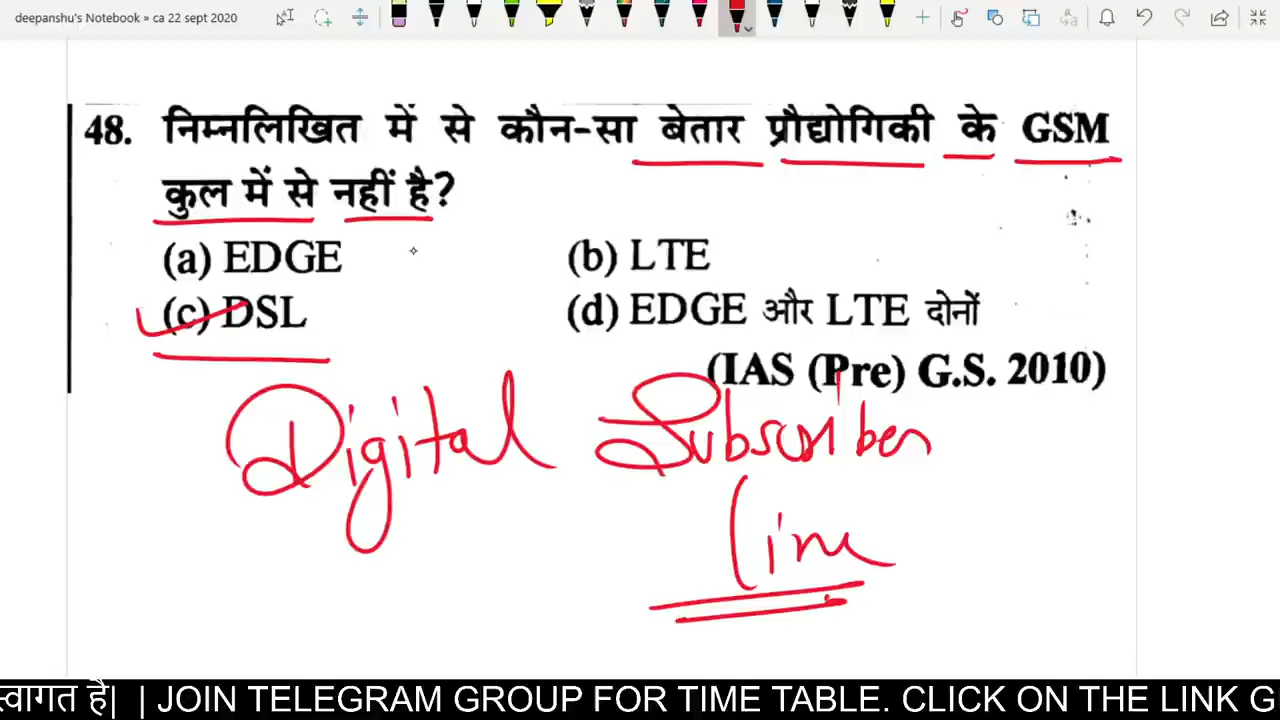 deepanshu's Notebook » ca 22 sept 2020
48. निम्नलिखित में से कौन-सा बेतार प्रौद्योगिकी के GSM
कुल में से नहीं है?
(a) EDGE (b) LTE
(c) DSL (d) EDGE और LTE दोनों
(IAS (Pre) G.S. 2010)
Digital Subscriber
line
स्वागत है| | JOIN TELEGRAM GROUP FOR TIME TABLE. CLICK ON THE LINK G